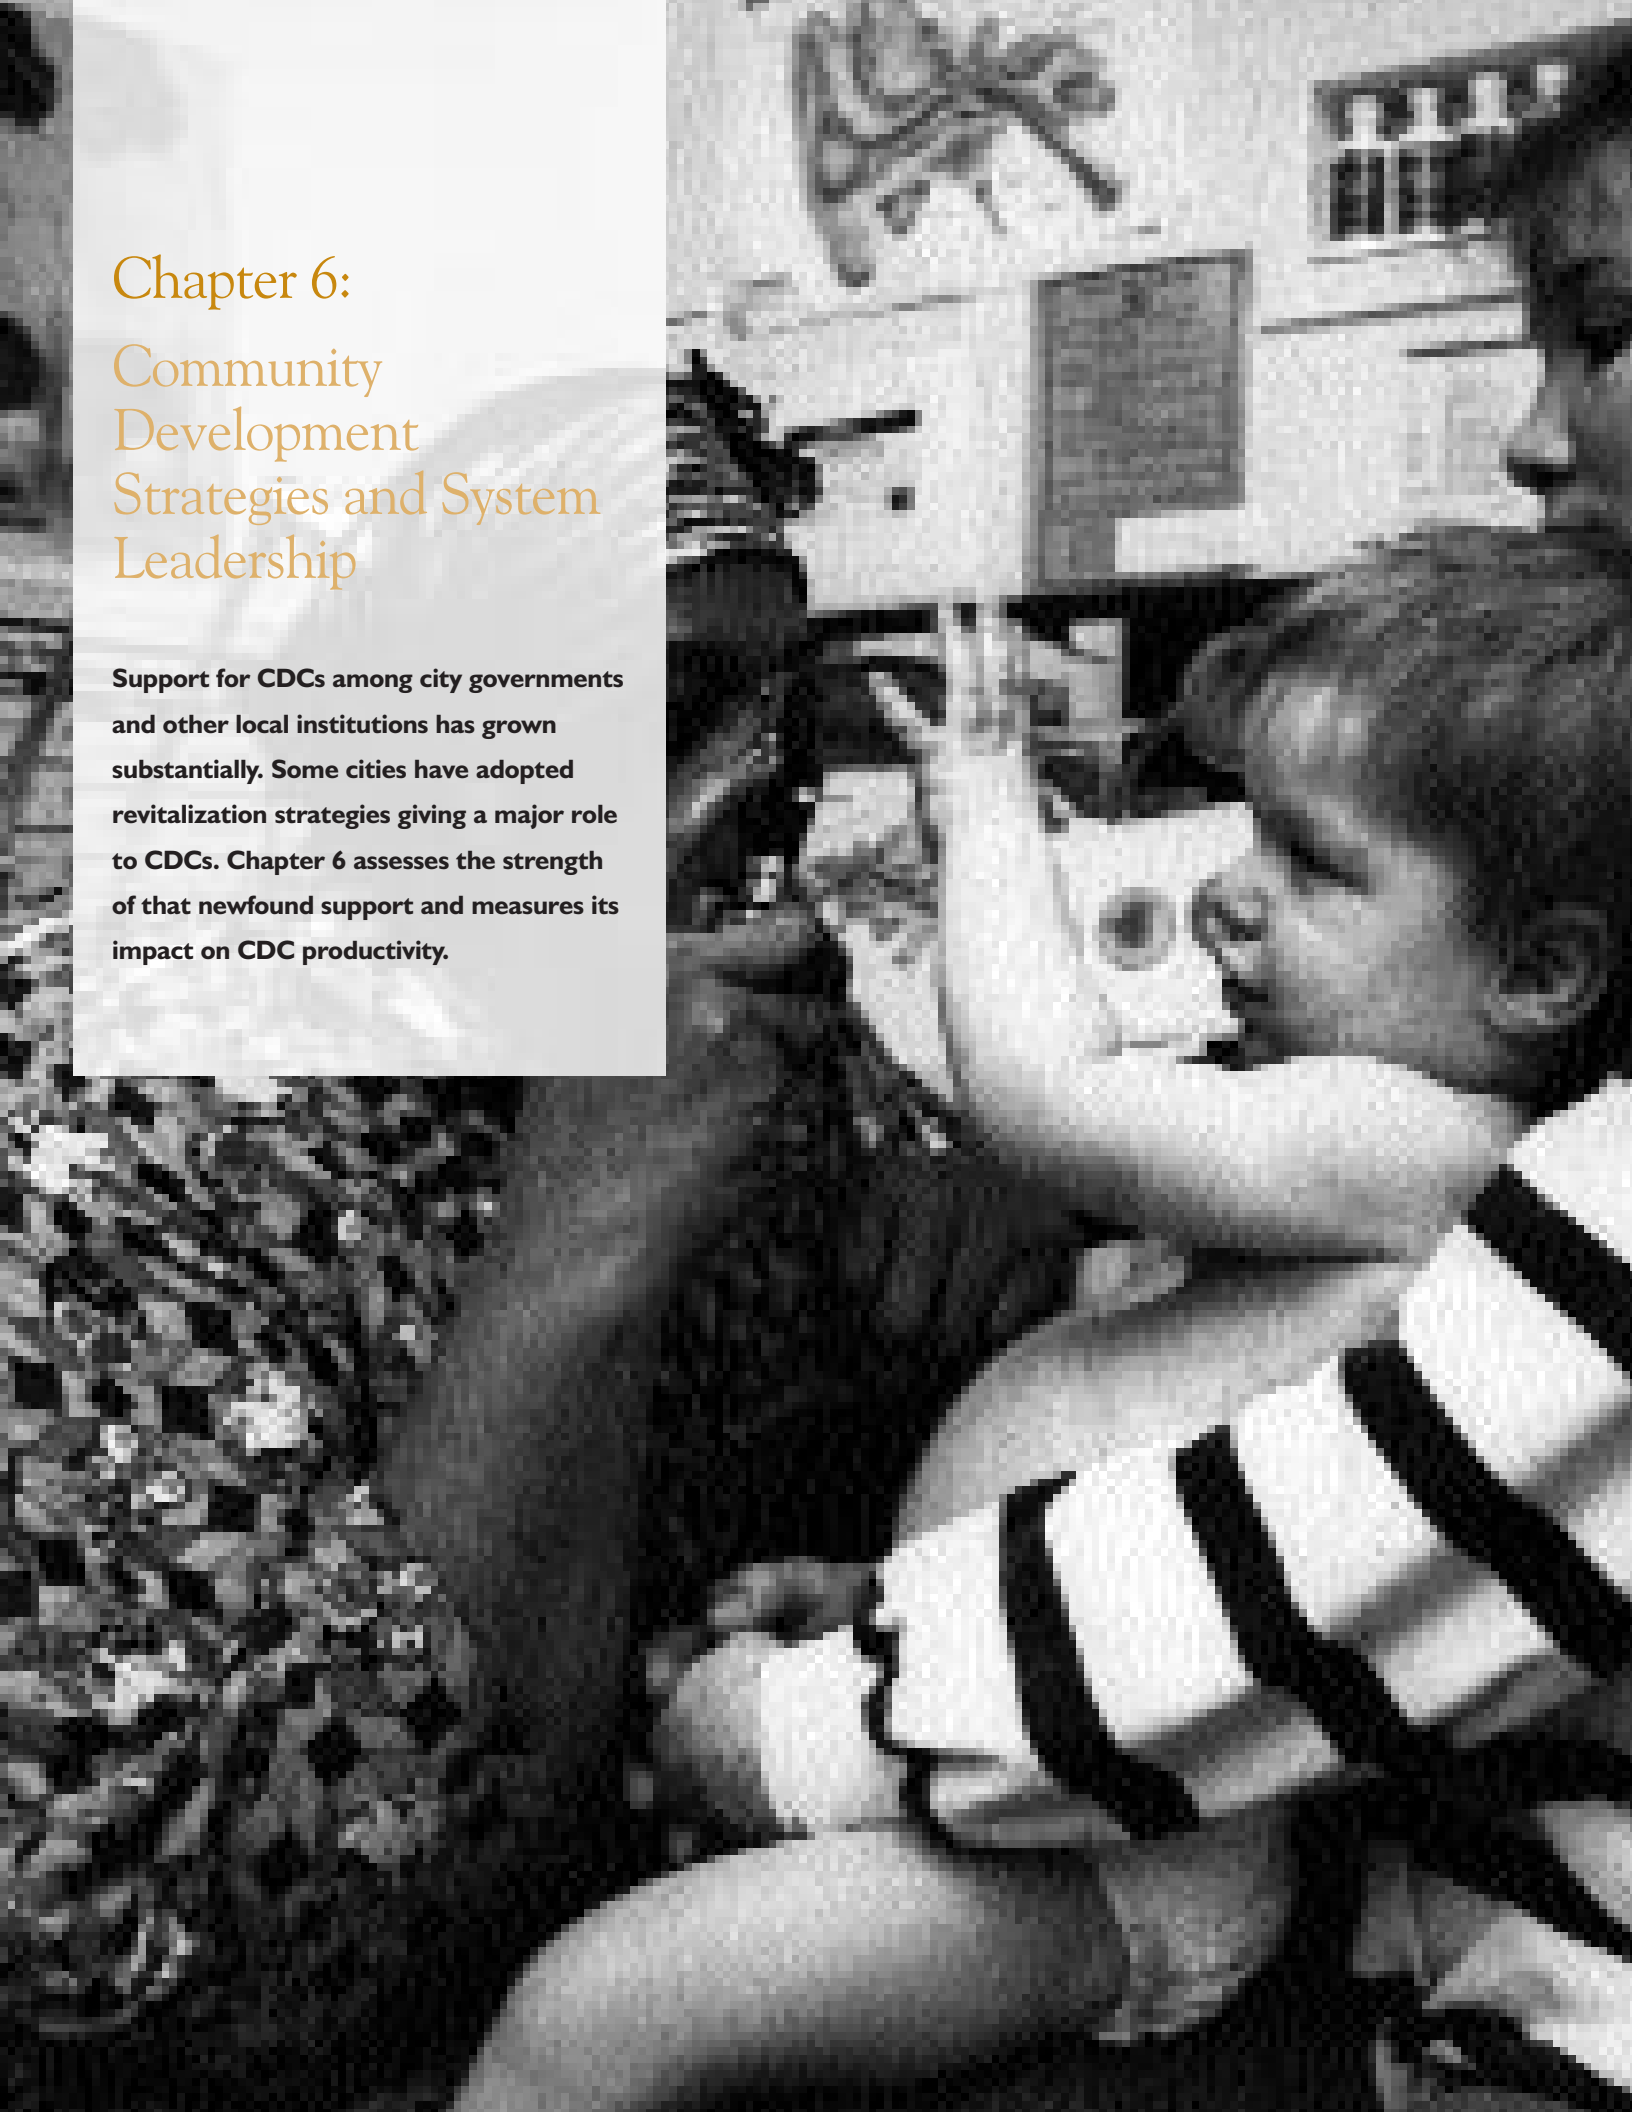 Chapter 6:
Community
Development
Strategies and System
Leadership
Support for CDCs among city governments
and other local institutions has grown
substantially. Some cities have adopted
revitalization strategies giving a major role
to CDCs. Chapter 6 assesses the strength
of that newfound support and measures its
impact on CDC productivity.